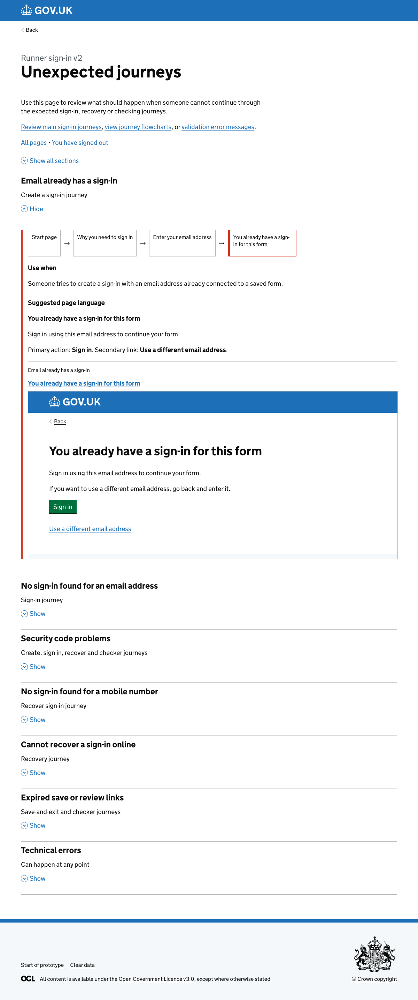 GOV.UK
Back
Runner sign-in v2
Unexpected journeys
Use this page to review what should happen when someone cannot continue through
the expected sign-in, recovery or checking journeys.
Review main sign-in journeys, view journey flowcharts, or validation error messages.
All pages · You have signed out
Show all sections
Email already has a sign-in
Create a sign-in journey
Hide
Start page → Why you need to sign in → Enter your email address → You already have a sign-
in for this form
Use when
Someone tries to create a sign-in with an email address already connected to a saved form.
Suggested page language
You already have a sign-in for this form
Sign in using this email address to continue your form.
Primary action: Sign in. Secondary link: Use a different email address.
Email already has a sign-in
You already have a sign-in for this form
GOV.UK
Back
You already have a sign-in for this form
Sign in using this email address to continue your form.
If you want to use a different email address, go back and enter it.
Sign in
Use a different email address
No sign-in found for an email address
Sign-in journey
Show
Security code problems
Create, sign in, recover and checker journeys
Show
No sign-in found for a mobile number
Recover sign-in journey
Show
Cannot recover a sign-in online
Recovery journey
Show
Expired save or review links
Save-and-exit and checker journeys
Show
Technical errors
Can happen at any point
Show
Start of prototype Clear data
OGL All content is available under the Open Government Licence v3.0, except where otherwise stated
© Crown copyright